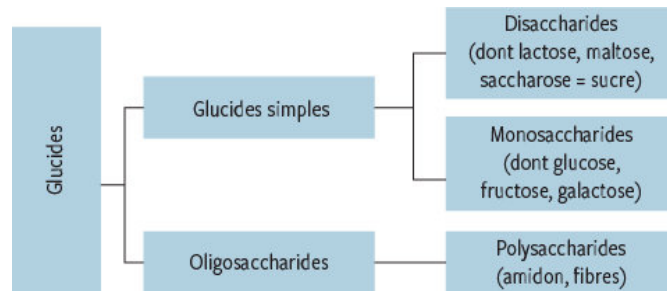 Glucides
Glucides simples
Disaccharides
(dont lactose, maltose,
saccharose = sucre)
Monosaccharides
(dont glucose,
fructose, galactose)
Oligosaccharides
Polysaccharides
(amidon, fibres)